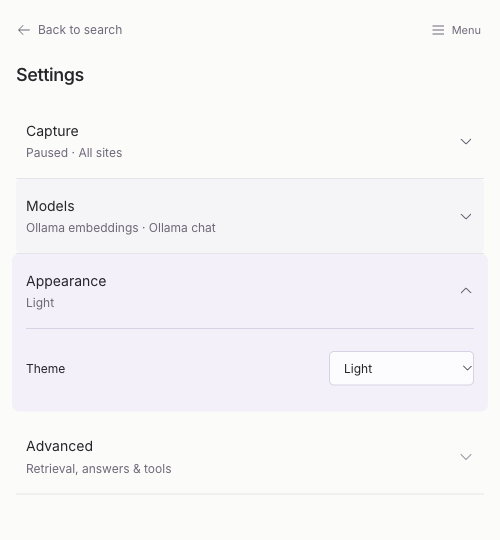 Back to search
Menu
Settings
Capture
Paused · All sites
Models
Ollama embeddings · Ollama chat
Appearance
Light
Theme
Light
Advanced
Retrieval, answers & tools